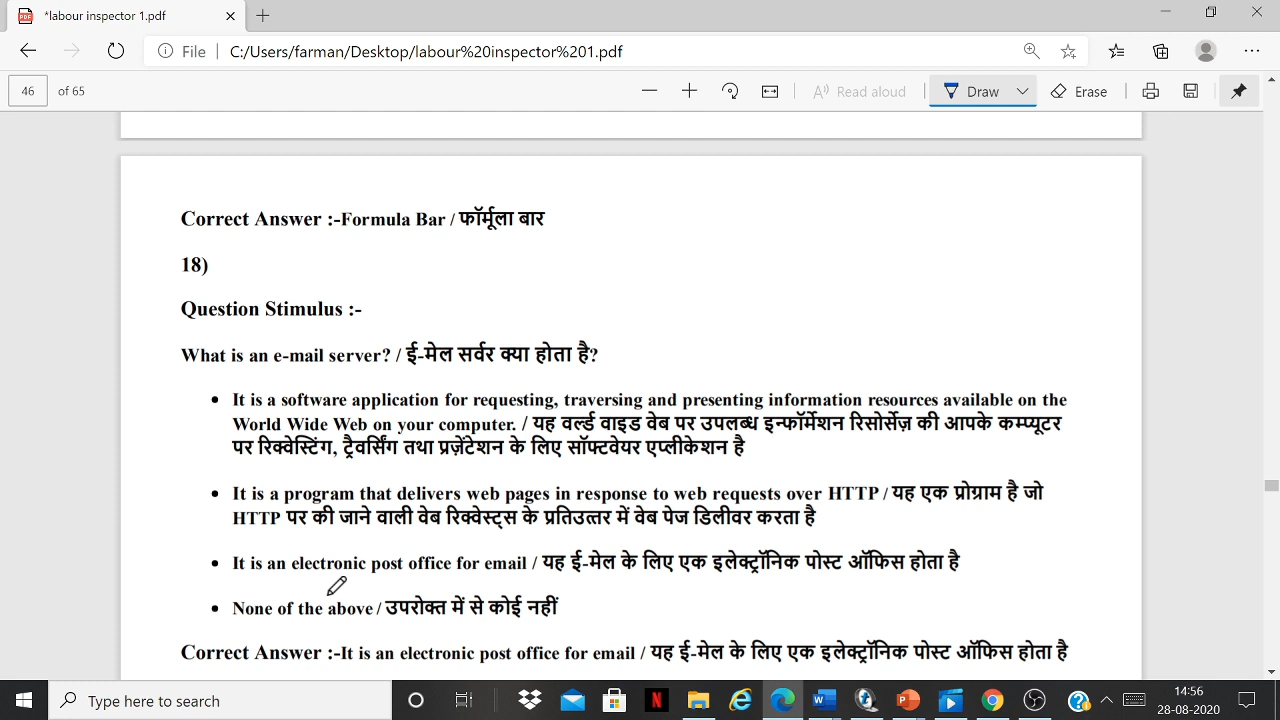 *labour inspector 1.pdf
File | C:/Users/farman/Desktop/labour%20inspector%201.pdf
46 of 65
Read aloud
Draw
Erase
Correct Answer :-Formula Bar / फॉर्मूला बार
18)
Question Stimulus :-
What is an e-mail server? / ई-मेल सर्वर क्या होता है?
• It is a software application for requesting, traversing and presenting information resources available on the
World Wide Web on your computer. / यह वर्ल्ड वाइड वेब पर उपलब्ध इन्फॉर्मेशन रिसोर्सेज़ की आपके कम्प्यूटर
पर रिक्वेस्टिंग, ट्रैवर्सिंग तथा प्रज़ेंटेशन के लिए सॉफ्टवेयर एप्लीकेशन है
• It is a program that delivers web pages in response to web requests over HTTP / यह एक प्रोग्राम है जो
HTTP पर की जाने वाली वेब रिक्वेस्ट्स के प्रतिउत्तर में वेब पेज डिलीवर करता है
• It is an electronic post office for email / यह ई-मेल के लिए एक इलेक्ट्रॉनिक पोस्ट ऑफिस होता है
• None of the above / उपरोक्त में से कोई नहीं
Correct Answer :-It is an electronic post office for email / यह ई-मेल के लिए एक इलेक्ट्रॉनिक पोस्ट ऑफिस होता है
Type here to search
14:56
28-08-2020